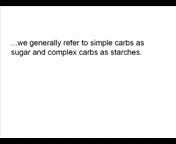 ...we generally refer to simple carbs as
sugar and complex carbs as starches.